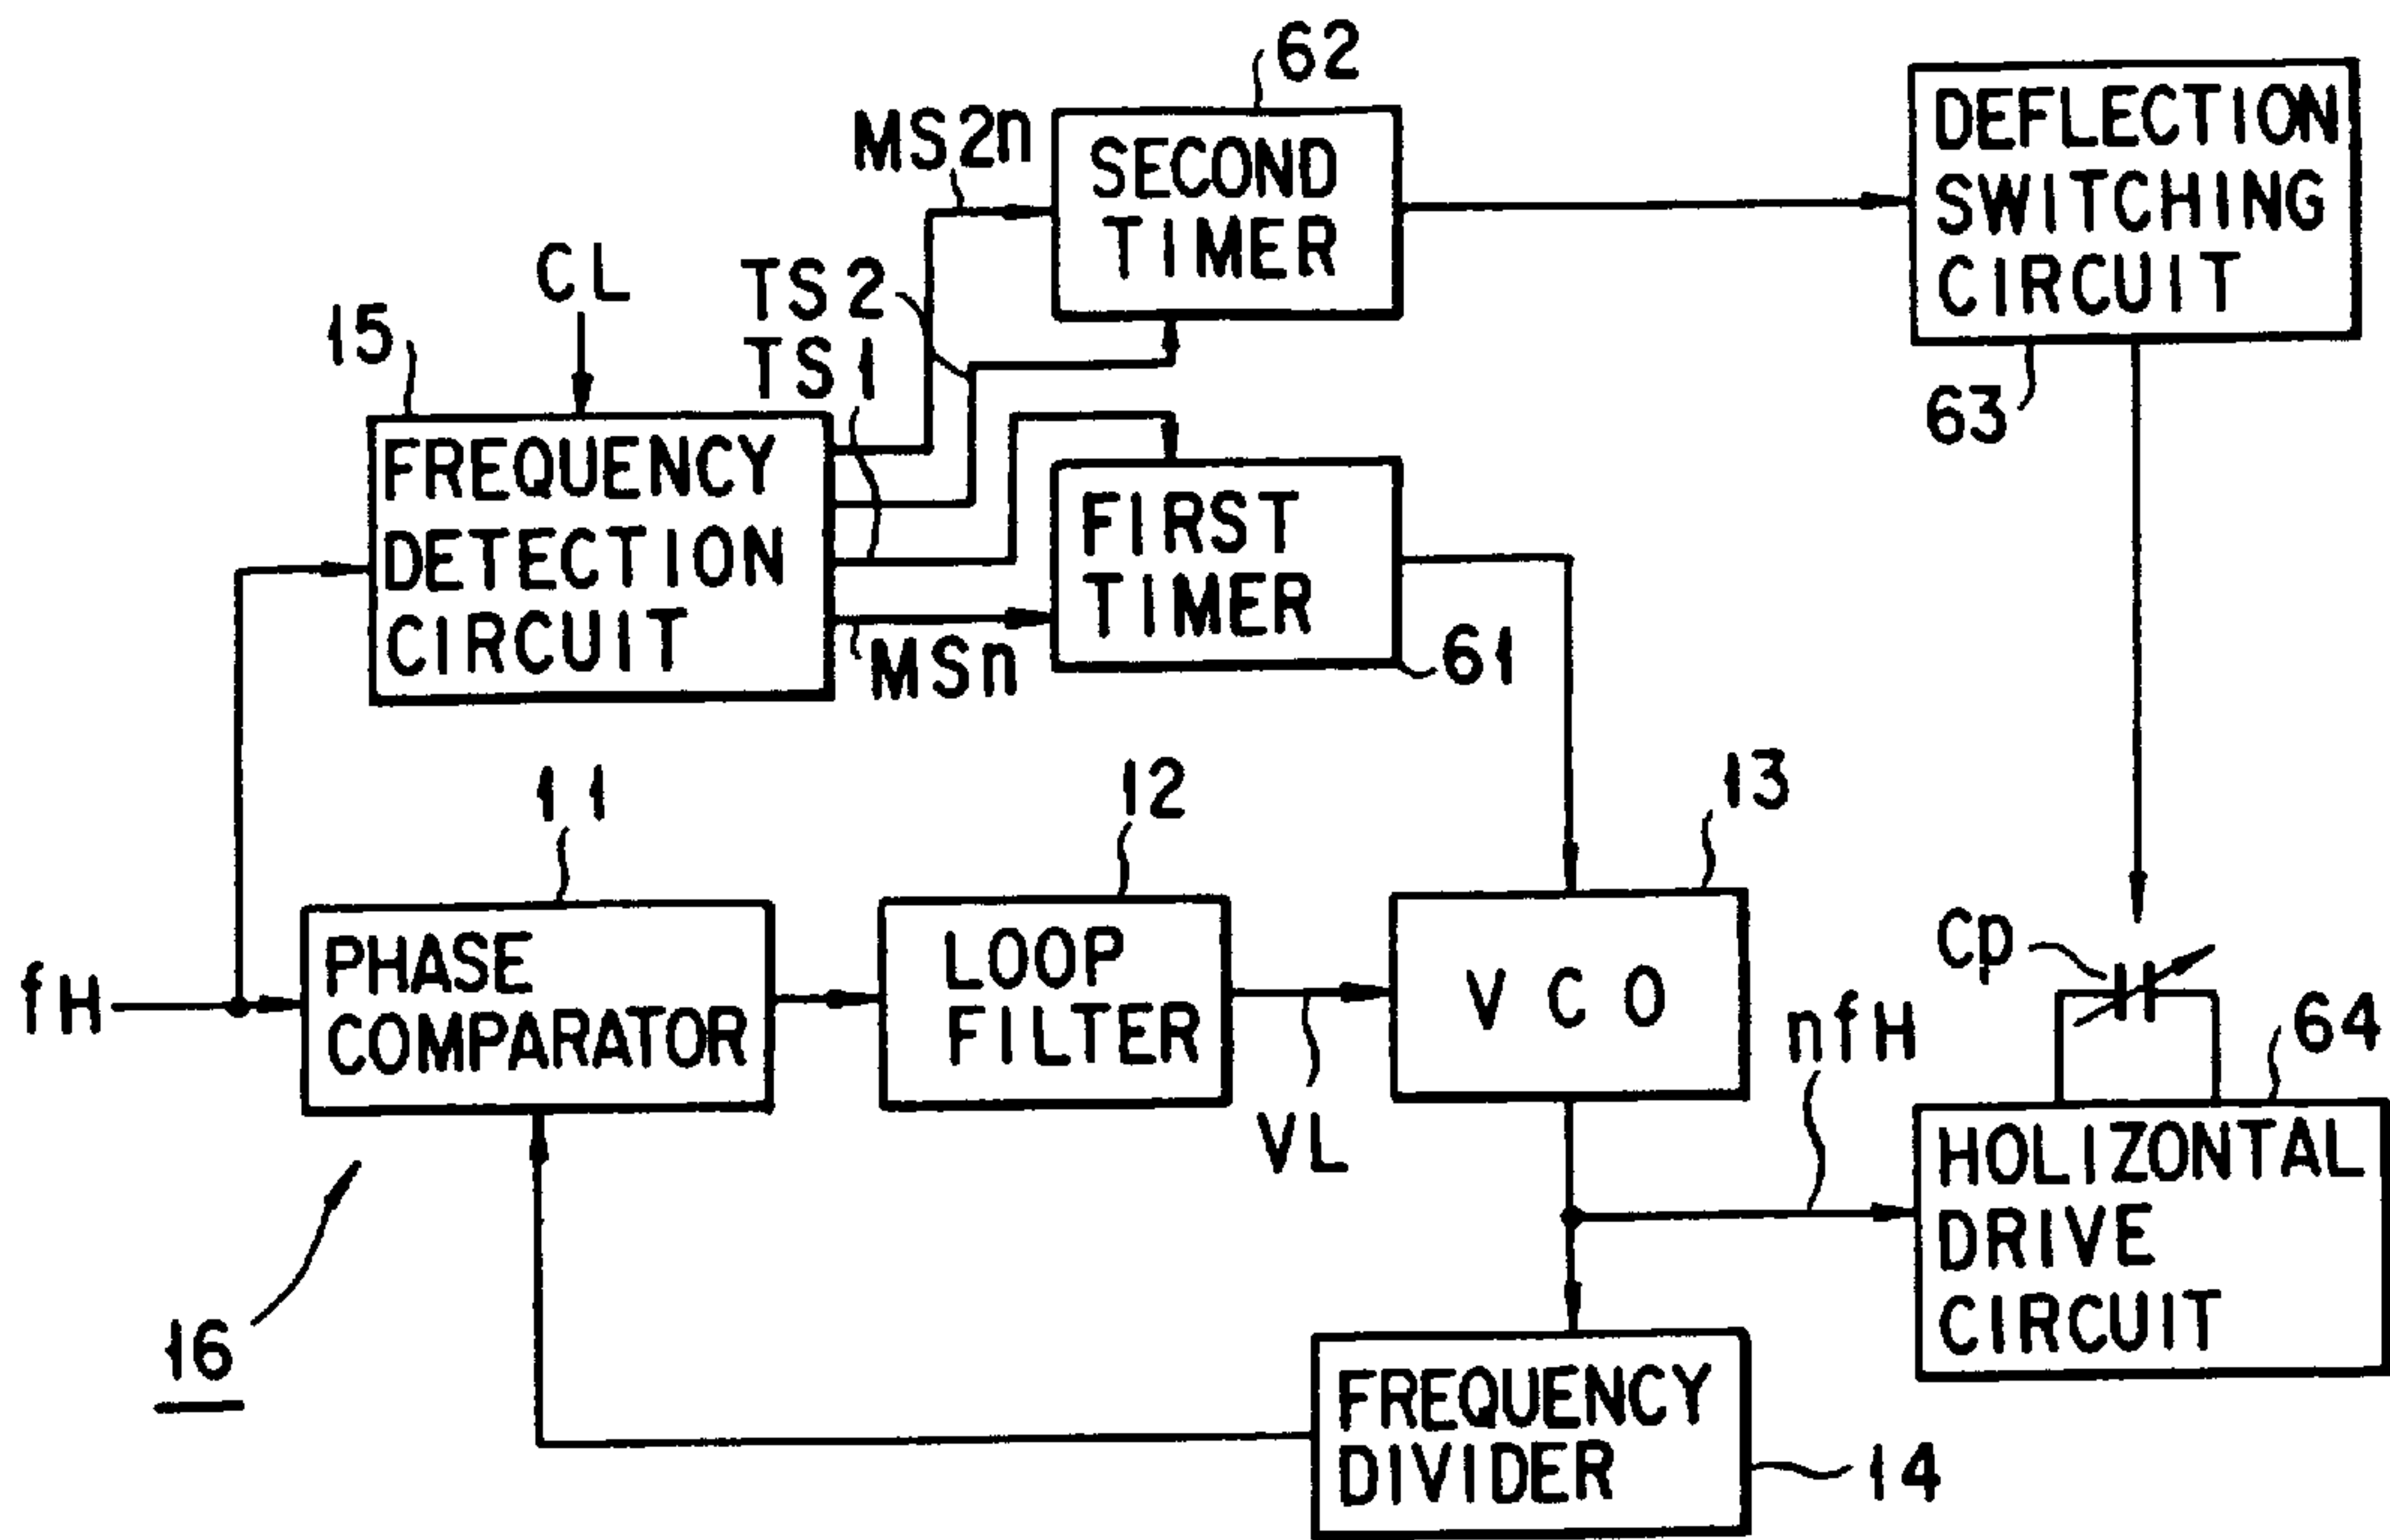 62
MS2n
SECOND
TIMER
DEFLECTION
SWITCHING
CIRCUIT
63
CL
TS2
TS1
15
FREQUENCY
DETECTION
CIRCUIT
FIRST
TIMER
61
MSn
11
12
13
fH
PHASE
COMPARATOR
LOOP
FILTER
VL
VCO
nfH
Cp
64
HOLIZONTAL
DRIVE
CIRCUIT
16
FREQUENCY
DIVIDER
14